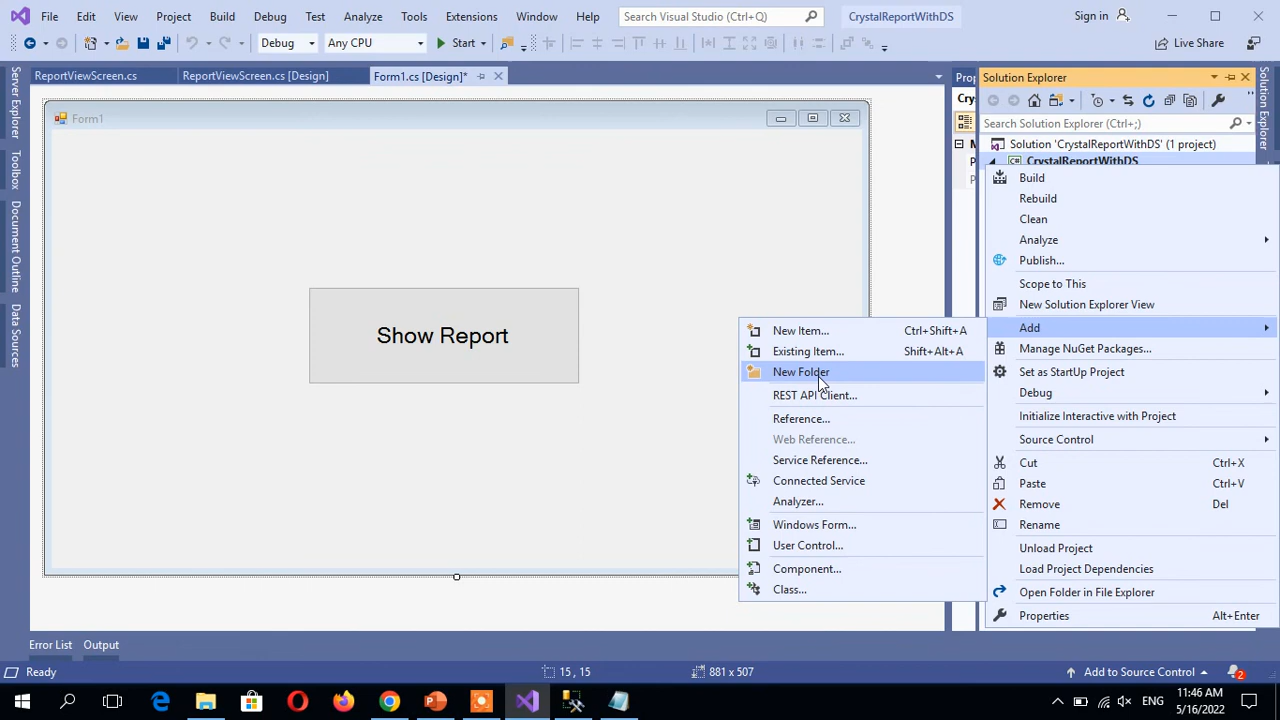 File Edit View Project Build Debug Test Analyze Tools Extensions Window Help Search Visual Studio (Ctrl+Q) CrystalReportWithDS Sign in
Debug Any CPU Start Live Share
ReportViewScreen.cs ReportViewScreen.cs [Design] Form1.cs [Design]* Solution Explorer
Server Explorer
Toolbox
Document Outline
Data Sources
Form1
Show Report
Search Solution Explorer (Ctrl+;)
Solution 'CrystalReportWithDS' (1 project)
CrystalReportWithDS
Solution Explorer
Build
Rebuild
Clean
Analyze
Publish...
Scope to This
New Solution Explorer View
Add
Manage NuGet Packages...
Set as StartUp Project
Debug
Initialize Interactive with Project
Source Control
Cut Ctrl+X
Paste Ctrl+V
Remove Del
Rename
Unload Project
Load Project Dependencies
Open Folder in File Explorer
Properties Alt+Enter
New Item... Ctrl+Shift+A
Existing Item... Shift+Alt+A
New Folder
REST API Client...
Reference...
Web Reference...
Service Reference...
Connected Service
Analyzer...
Windows Form...
User Control...
Component...
Class...
Error List Output
Ready 15 , 15 881 x 507 Add to Source Control 2
ENG
11:46 AM
5/16/2022